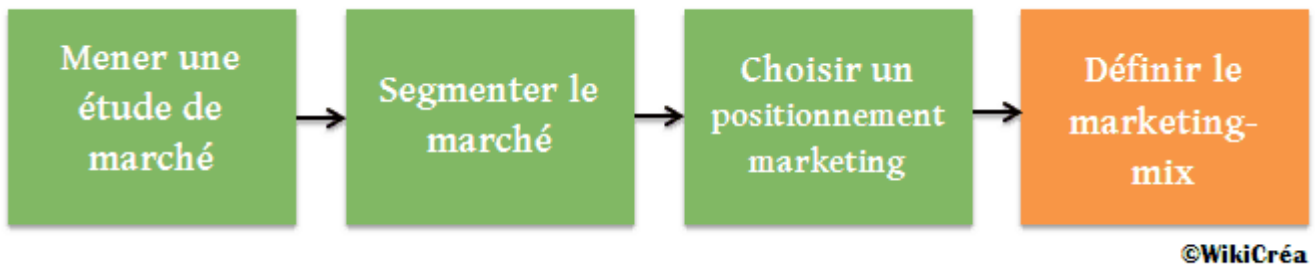 Mener une
étude de
marché
Segmenter le
marché
Choisir un
positionnement
marketing
Définir le
marketing-
mix
©WikiCréa